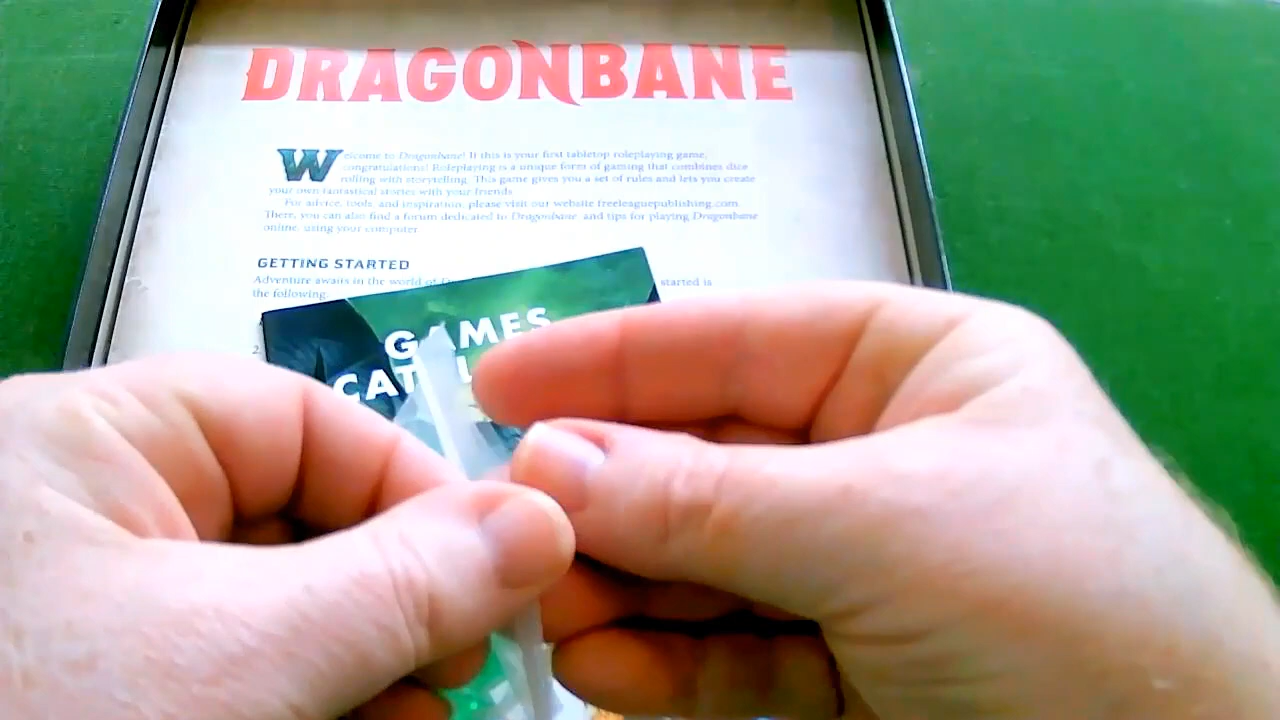 DRAGONBANE
Welcome to Dragonbane! If this is your first tabletop roleplaying game,
congratulations! Roleplaying is a unique form of gaming that combines dice
rolling with storytelling. This game gives you a set of rules and lets you create
your own fantastical stories with your friends.
For advice, tools, and inspiration, please visit our website freeleaguepublishing.com.
There, you can also find a forum dedicated to Dragonbane and tips for playing Dragonbane
online, using your computer.
GETTING STARTED
Adventure awaits in the world of started is
the following:
GAMES
2